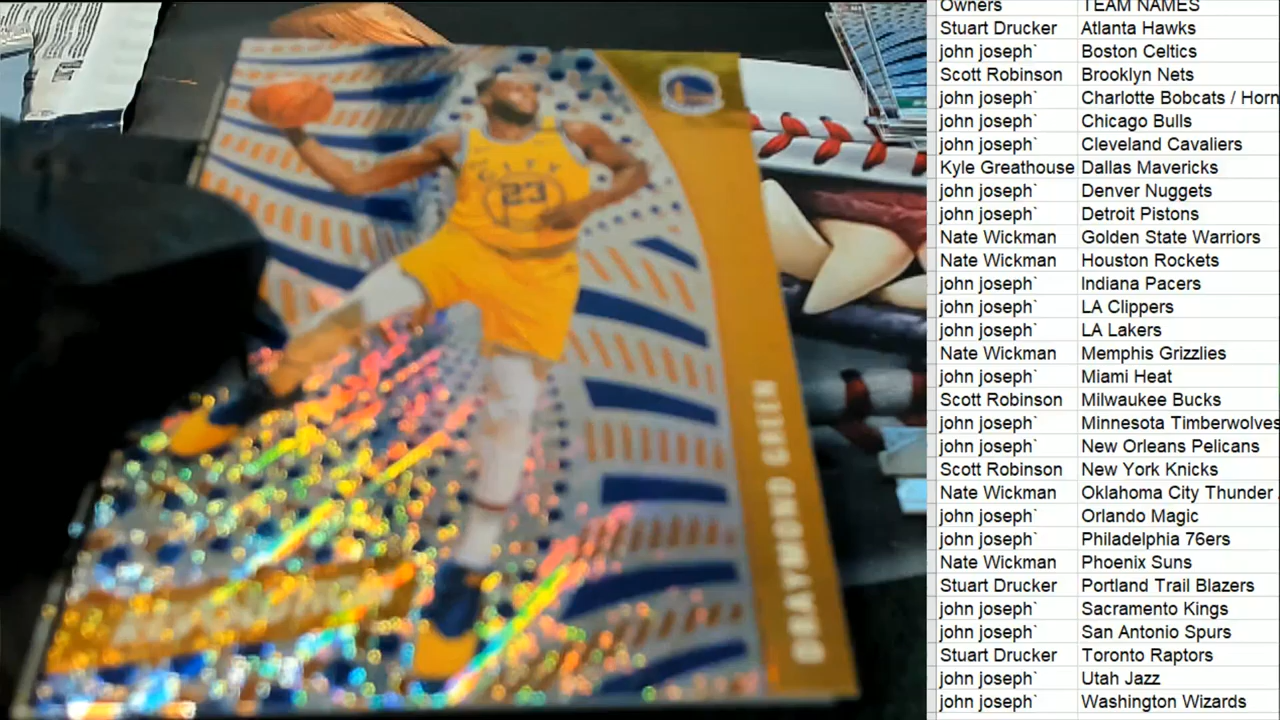 CITY
23
DRAYMOND GREEN
Owners TEAM NAMES
Stuart Drucker Atlanta Hawks
john joseph` Boston Celtics
Scott Robinson Brooklyn Nets
john joseph` Charlotte Bobcats / Horn
john joseph` Chicago Bulls
john joseph` Cleveland Cavaliers
Kyle Greathouse Dallas Mavericks
john joseph` Denver Nuggets
john joseph` Detroit Pistons
Nate Wickman Golden State Warriors
Nate Wickman Houston Rockets
john joseph` Indiana Pacers
john joseph` LA Clippers
john joseph` LA Lakers
Nate Wickman Memphis Grizzlies
john joseph` Miami Heat
Scott Robinson Milwaukee Bucks
john joseph` Minnesota Timberwolves
john joseph` New Orleans Pelicans
Scott Robinson New York Knicks
Nate Wickman Oklahoma City Thunder
john joseph` Orlando Magic
john joseph` Philadelphia 76ers
Nate Wickman Phoenix Suns
Stuart Drucker Portland Trail Blazers
john joseph` Sacramento Kings
john joseph` San Antonio Spurs
Stuart Drucker Toronto Raptors
john joseph` Utah Jazz
john joseph` Washington Wizards